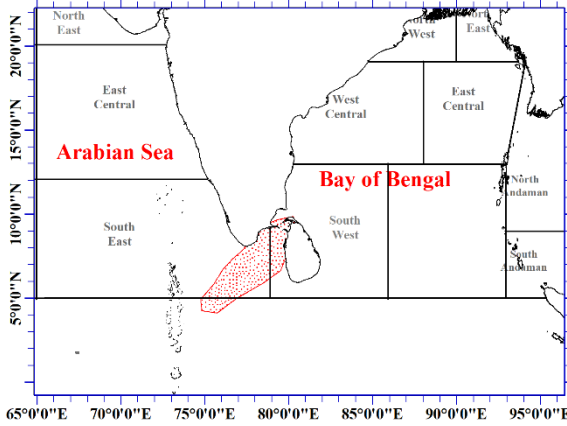 North
East
North
West
North
East
20°0'0"N
East
Central
West
Central
East
Central
15°0'0"N
Arabian Sea
Bay of Bengal
North
Andaman
10°0'0"N
South
East
South
West
South
Andaman
5°0'0"N
65°0'0"E 70°0'0"E 75°0'0"E 80°0'0"E 85°0'0"E 90°0'0"E 95°0'0"E